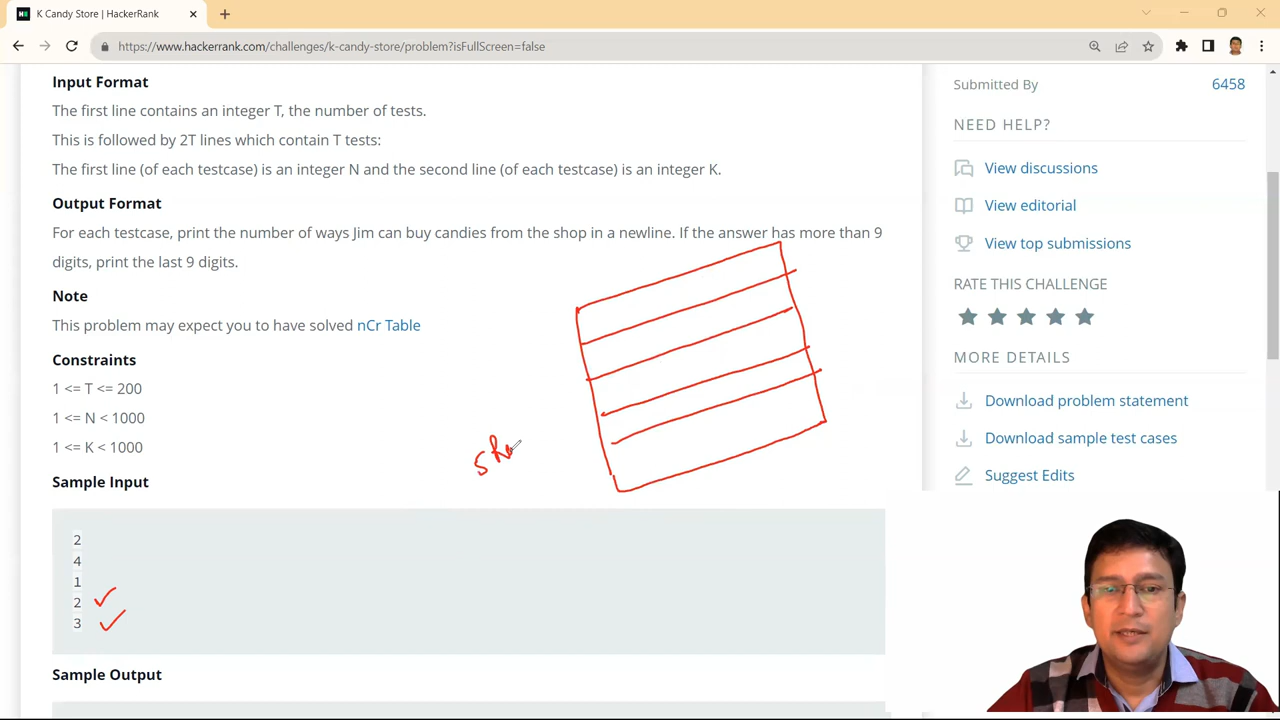 K Candy Store | HackerRank
https://www.hackerrank.com/challenges/k-candy-store/problem?isFullScreen=false
Input Format
The first line contains an integer T, the number of tests.
This is followed by 2T lines which contain T tests:
The first line (of each testcase) is an integer N and the second line (of each testcase) is an integer K.
Output Format
For each testcase, print the number of ways Jim can buy candies from the shop in a newline. If the answer has more than 9
digits, print the last 9 digits.
Note
This problem may expect you to have solved nCr Table
Constraints
1 <= T <= 200
1 <= N < 1000
1 <= K < 1000
Sample Input
2
4
1
2
3
Sample Output
Submitted By 6458
NEED HELP?
View discussions
View editorial
View top submissions
RATE THIS CHALLENGE
MORE DETAILS
Download problem statement
Download sample test cases
Suggest Edits